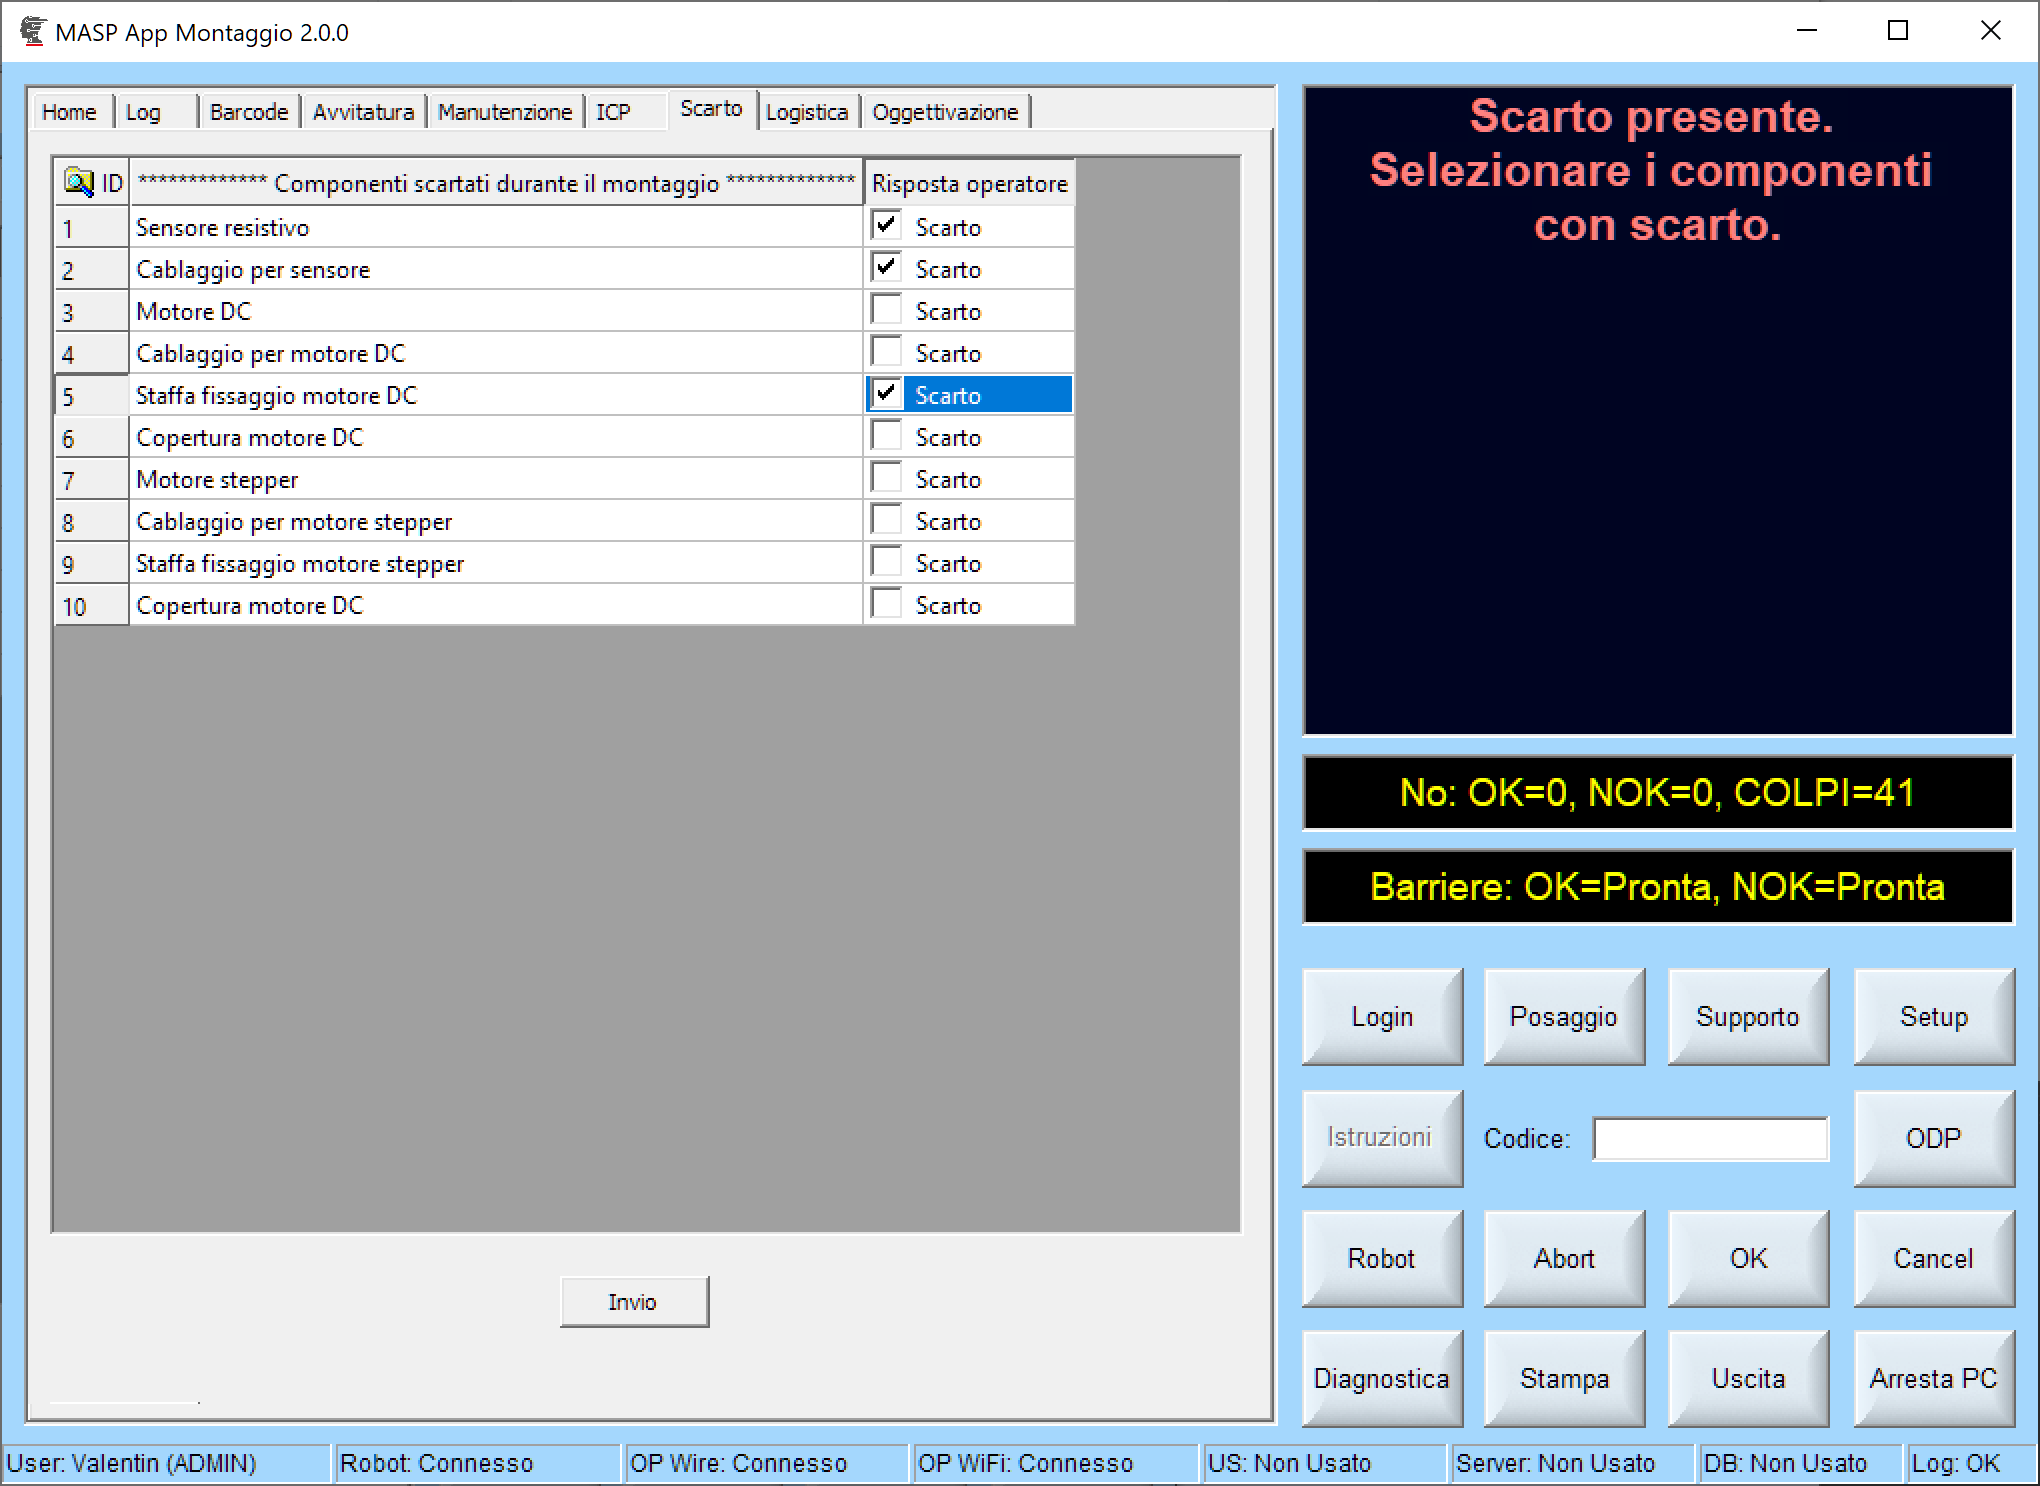 MASP App Montaggio 2.0.0
Home Log Barcode Avvitatura Manutenzione ICP Scarto Logistica Oggettivazione
ID ************* Componenti scartati durante il montaggio ************* Risposta operatore
1 Sensore resistivo Scarto
2 Cablaggio per sensore Scarto
3 Motore DC Scarto
4 Cablaggio per motore DC Scarto
5 Staffa fissaggio motore DC Scarto
6 Copertura motore DC Scarto
7 Motore stepper Scarto
8 Cablaggio per motore stepper Scarto
9 Staffa fissaggio motore stepper Scarto
10 Copertura motore DC Scarto
Invio
Scarto presente.
Selezionare i componenti
con scarto.
No: OK=0, NOK=0, COLPI=41
Barriere: OK=Pronta, NOK=Pronta
Login Posaggio Supporto Setup
Istruzioni Codice: ODP
Robot Abort OK Cancel
Diagnostica Stampa Uscita Arresta PC
User: Valentin (ADMIN) Robot: Connesso OP Wire: Connesso OP WiFi: Connesso US: Non Usato Server: Non Usato DB: Non Usato Log: OK